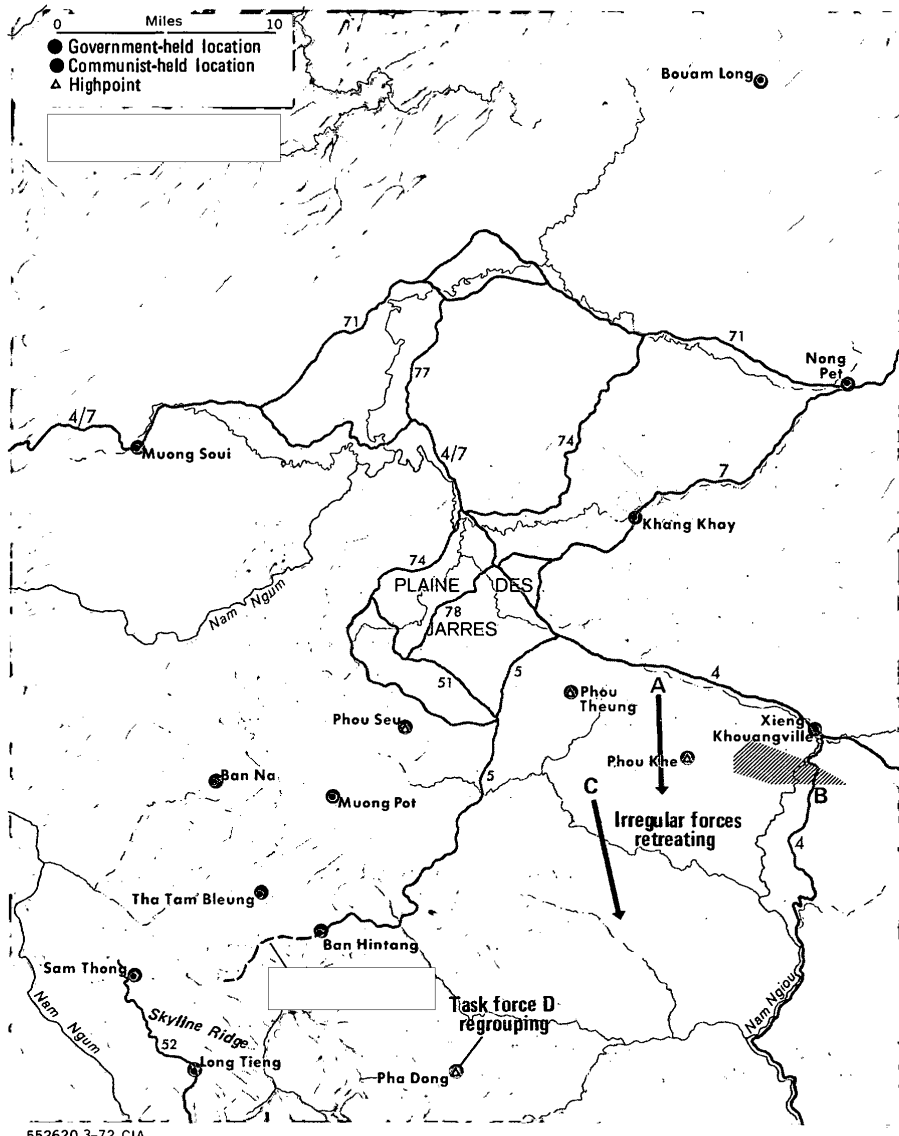 0 Miles 10
Government-held location
Communist-held location
Highpoint
Bouam Long
71
71
Nong
Pet
77
4/7
Muong Soui
4/7
74
7
Khang Khay
74
PLAINE DES
78
JARRES
Nam Ngum
5
4
51
A
Phou
Theung
Phou Seu
Xieng
Khouangville
Phou Khe
5
Ban Na
C
B
Muong Pot
Irregular forces
retreating
4
Tha Tam Bleung
Ban Hintang
Sam Thong
Nam Ngum
Skyline Ridge
Task force D
regrouping
Nam Ngiou
52
Long Tieng
Pha Dong
552620 3-72 CIA